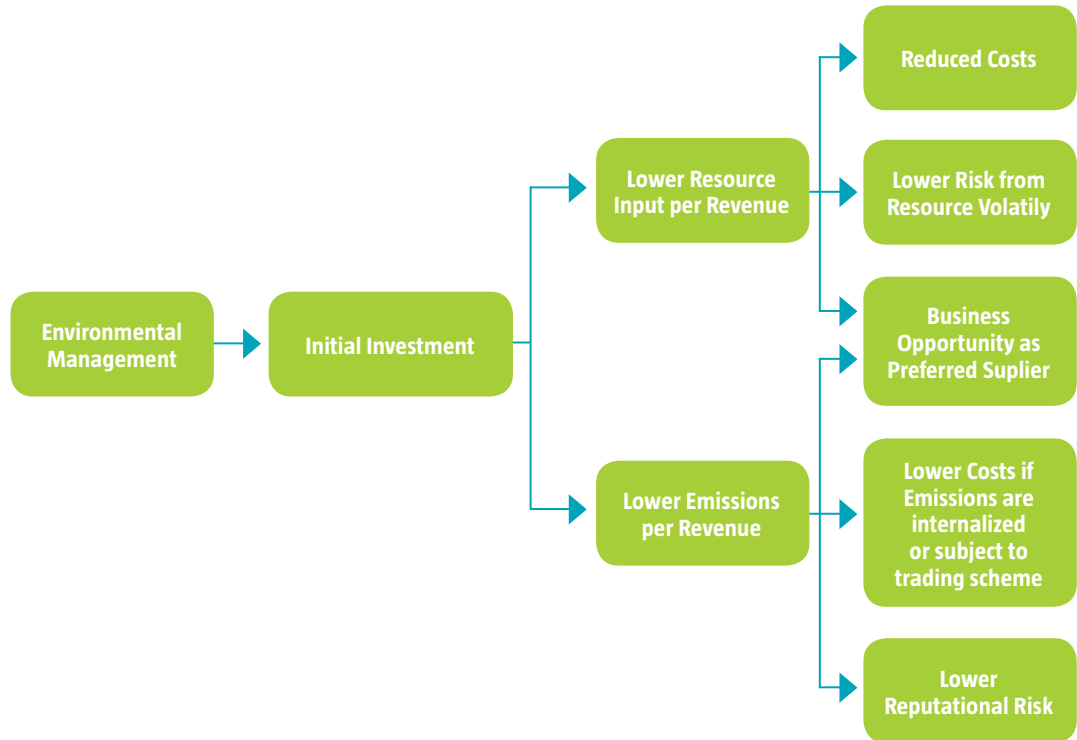 Environmental
Management
Initial Investment
Lower Resource
Input per Revenue
Lower Emissions
per Revenue
Reduced Costs
Lower Risk from
Resource Volatily
Business
Opportunity as
Preferred Suplier
Lower Costs if
Emissions are
internalized
or subject to
trading scheme
Lower
Reputational Risk